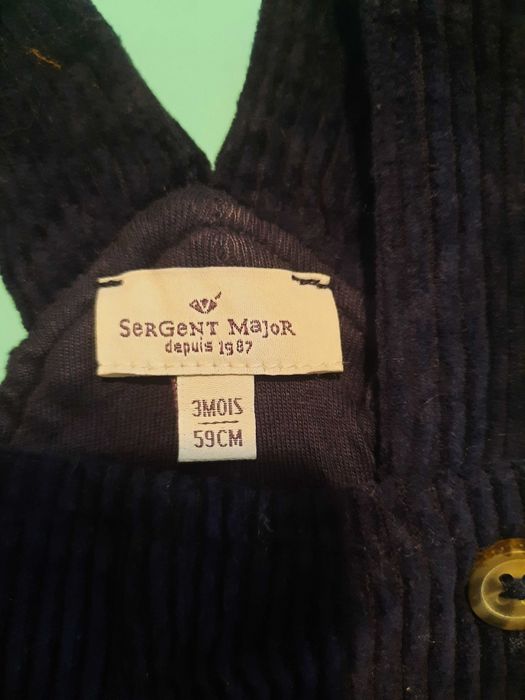 SerGeNT MajoR
depuis 1987
3MOIS
59CM